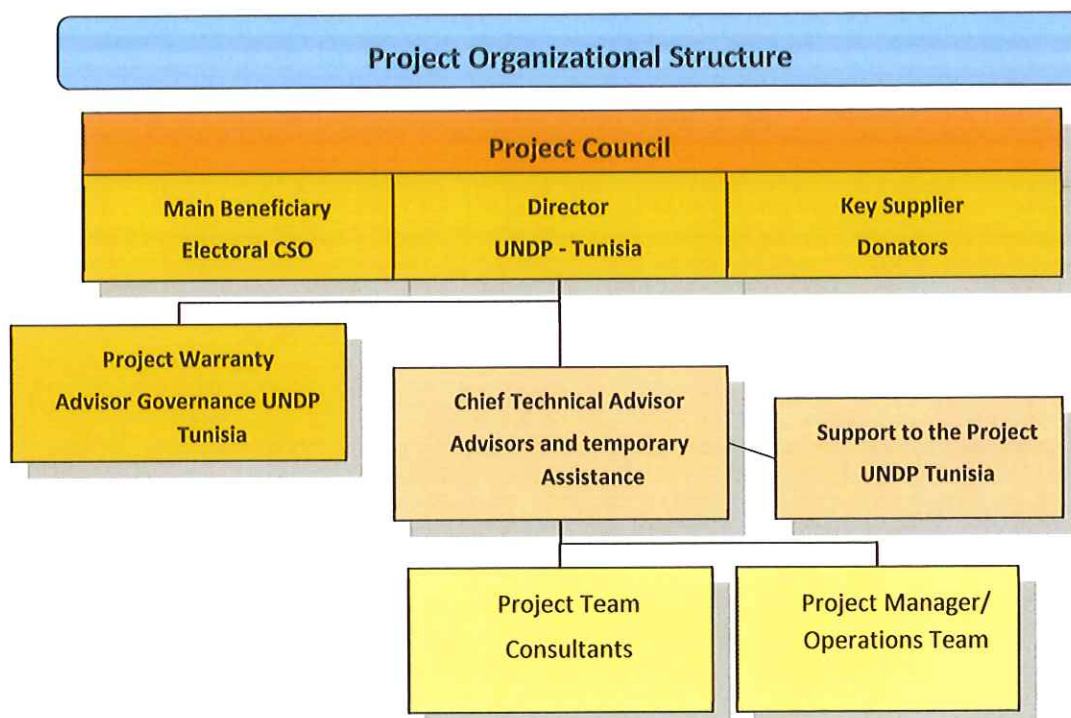 Project Organizational Structure
Project Council
Main Beneficiary
Electoral CSO
Director
UNDP - Tunisia
Key Supplier
Donators
Project Warranty
Advisor Governance UNDP
Tunisia
Chief Technical Advisor
Advisors and temporary
Assistance
Support to the Project
UNDP Tunisia
Project Team
Consultants
Project Manager/
Operations Team